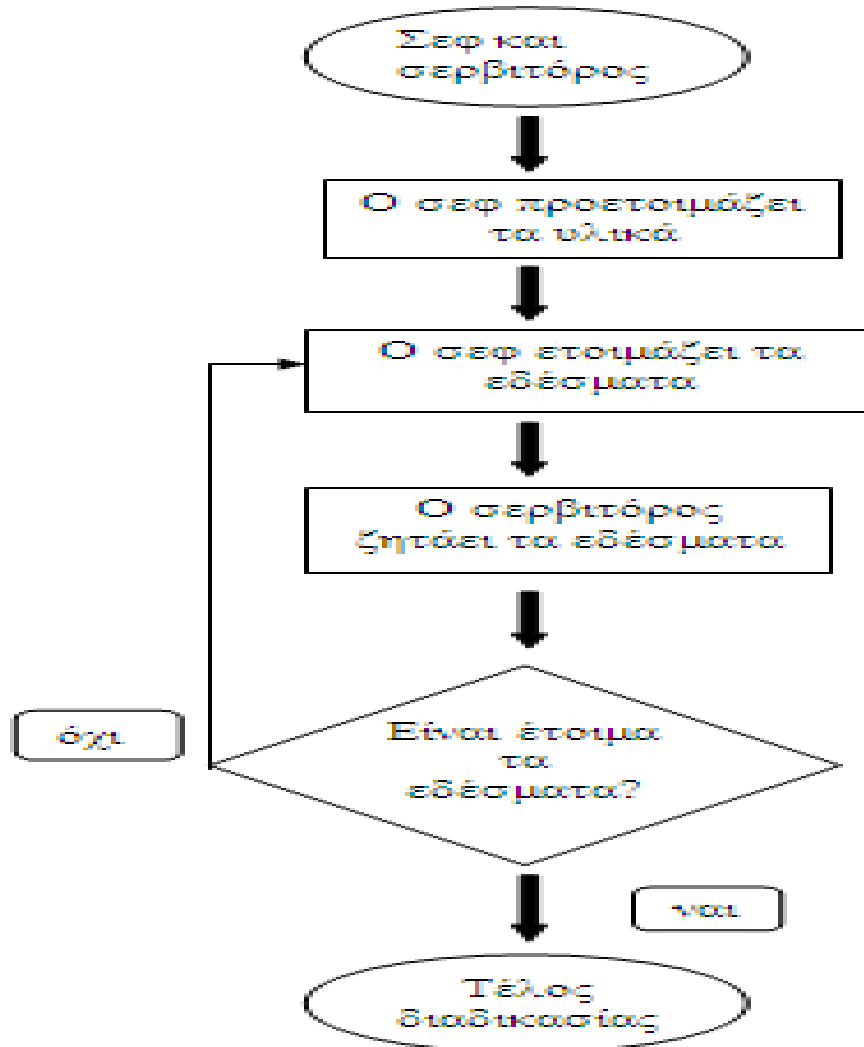 Σεφ και
σερβιτόρος
Ο σεφ προετοιμάζει
τα υλικά
Ο σεφ ετοιμάζει τα
εδέσματα
Ο σερβιτόρος
ζητάει τα εδέσματα
Είναι έτοιμα
τα
εδέσματα?
όχι
ναι
Τέλος
διαδικασίας